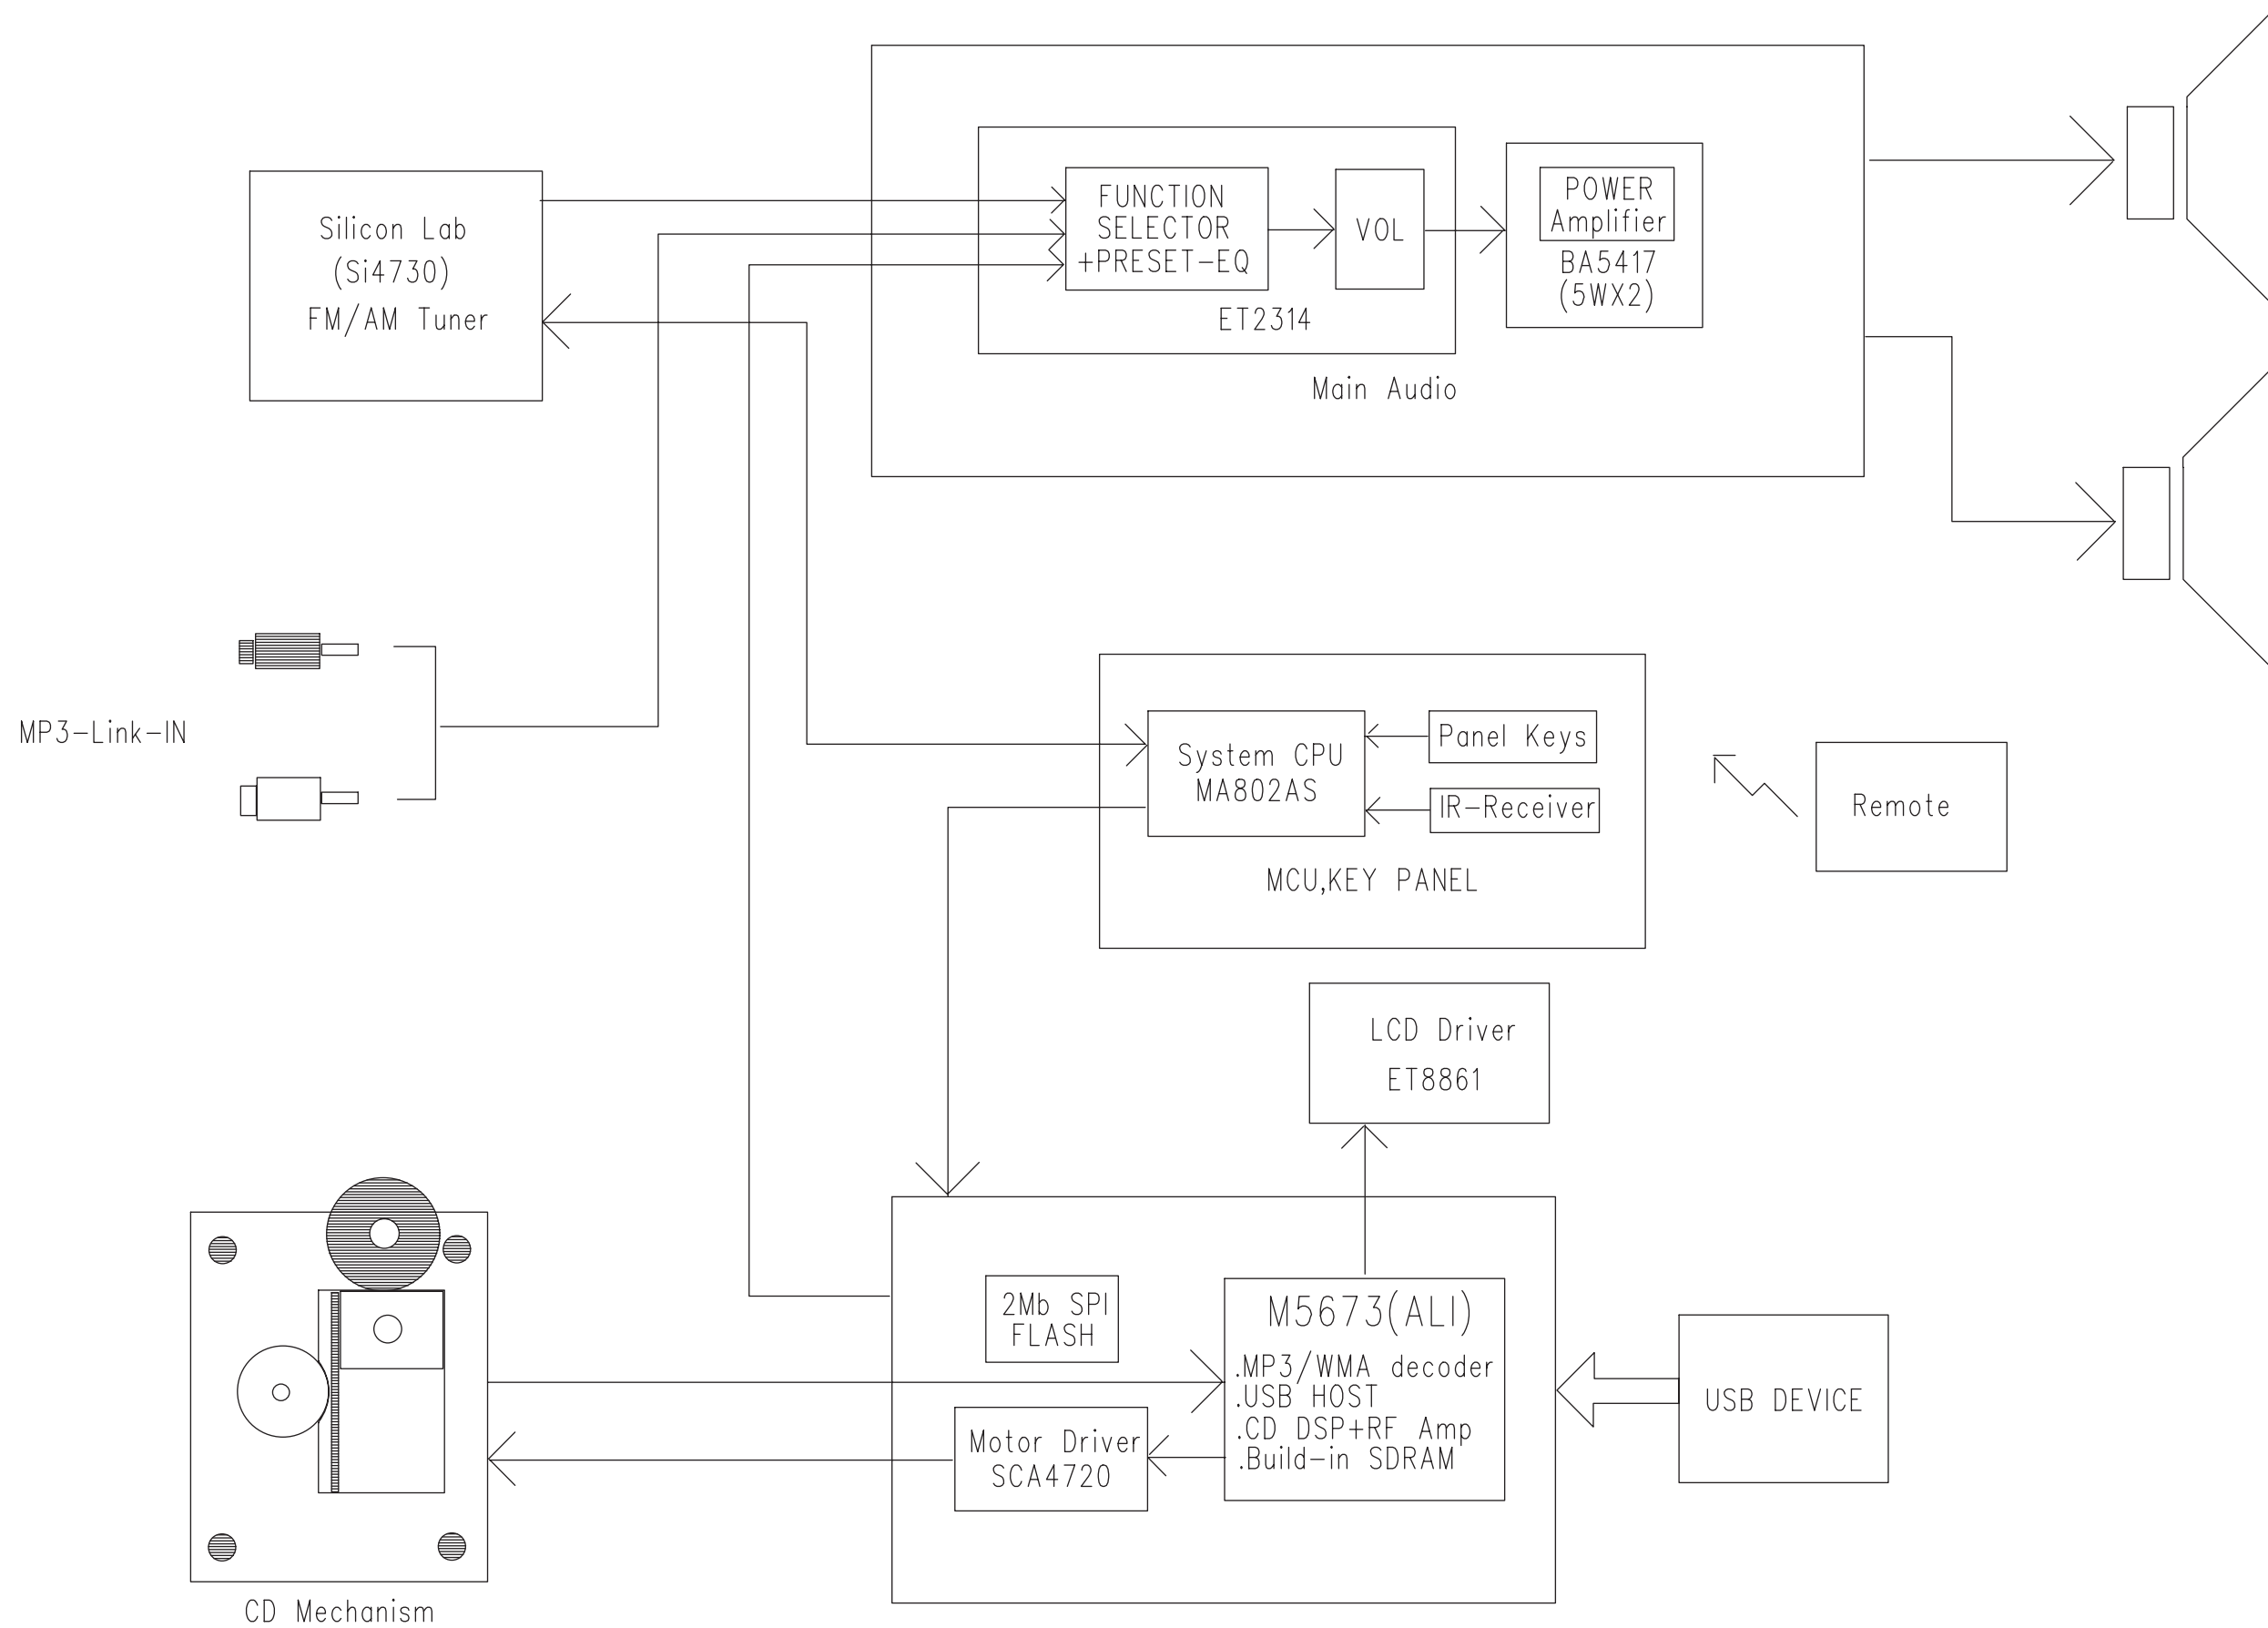 FUNCTION
SELECTOR
+PRESET-EQ
VOL
ET2314
POWER
Amplifier
BA5417
(5WX2)
Main Audio
Silicon Lab
(Si4730)
FM/AM Tuner
MP3-Link-IN
System CPU
MA802AS
Panel Keys
IR-Receiver
MCU,KEY PANEL
Remote
LCD Driver
ET8861
2Mb SPI
FLASH
M5673(ALI)
.MP3/WMA decoder
.USB HOST
.CD DSP+RF Amp
.Build-in SDRAM
Motor Driver
SCA4720
USB DEVICE
CD Mechanism